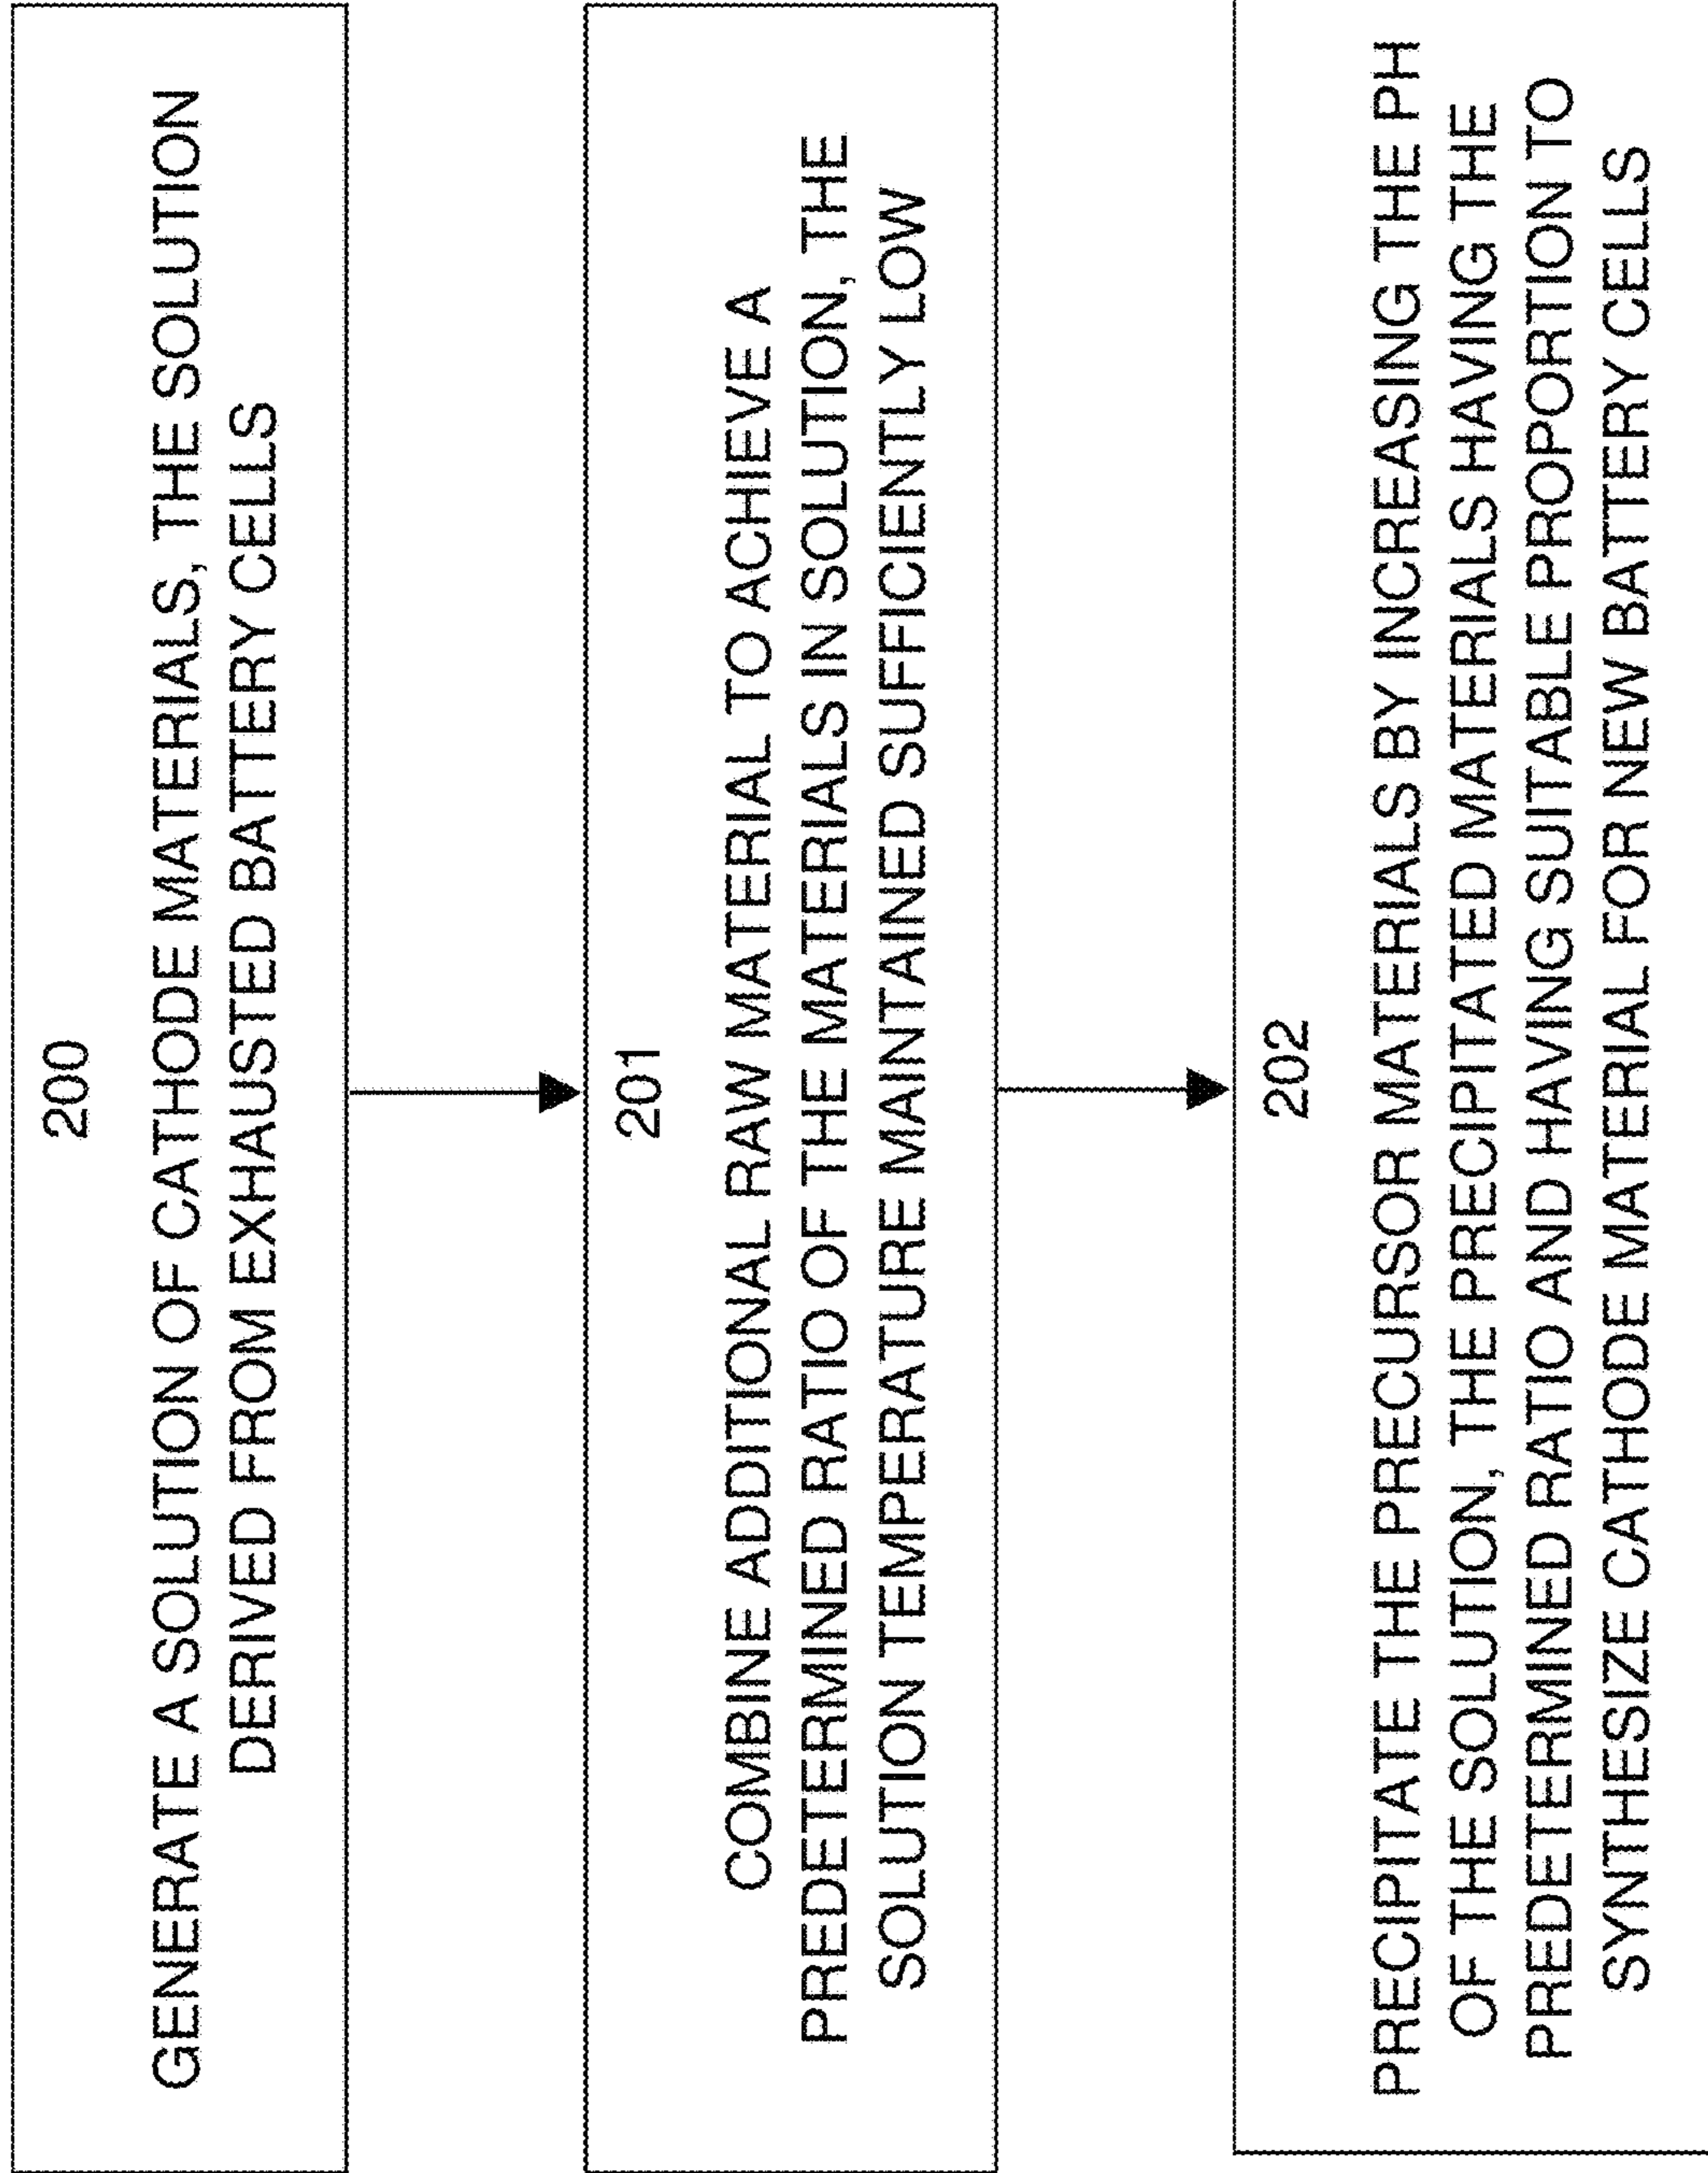 200
GENERATE A SOLUTION OF CATHODE MATERIALS, THE SOLUTION
DERIVED FROM EXHAUSTED BATTERY CELLS
201
COMBINE ADDITIONAL RAW MATERIAL TO ACHIEVE A
PREDETERMINED RATIO OF THE MATERIALS IN SOLUTION, THE
SOLUTION TEMPERATURE MAINTAINED SUFFICIENTLY LOW
202
PRECIPITATE THE PRECURSOR MATERIALS BY INCREASING THE PH
OF THE SOLUTION, THE PRECIPITATED MATERIALS HAVING THE
PREDETERMINED RATIO AND HAVING SUITABLE PROPORTION TO
SYNTHESIZE CATHODE MATERIAL FOR NEW BATTERY CELLS